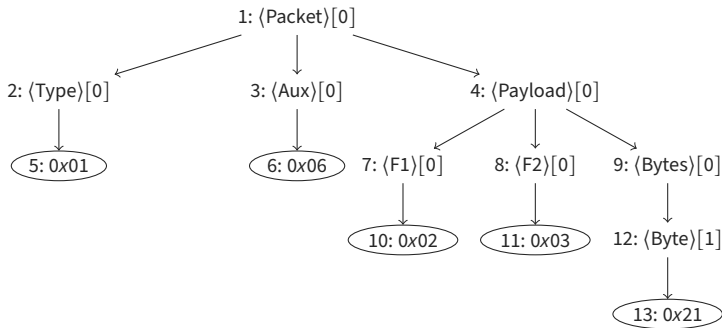 1: ⟨Packet⟩[0]
2: ⟨Type⟩[0] 3: ⟨Aux⟩[0] 4: ⟨Payload⟩[0]
5: 0x01 6: 0x06 7: ⟨F1⟩[0] 8: ⟨F2⟩[0] 9: ⟨Bytes⟩[0]
10: 0x02 11: 0x03 12: ⟨Byte⟩[1]
13: 0x21